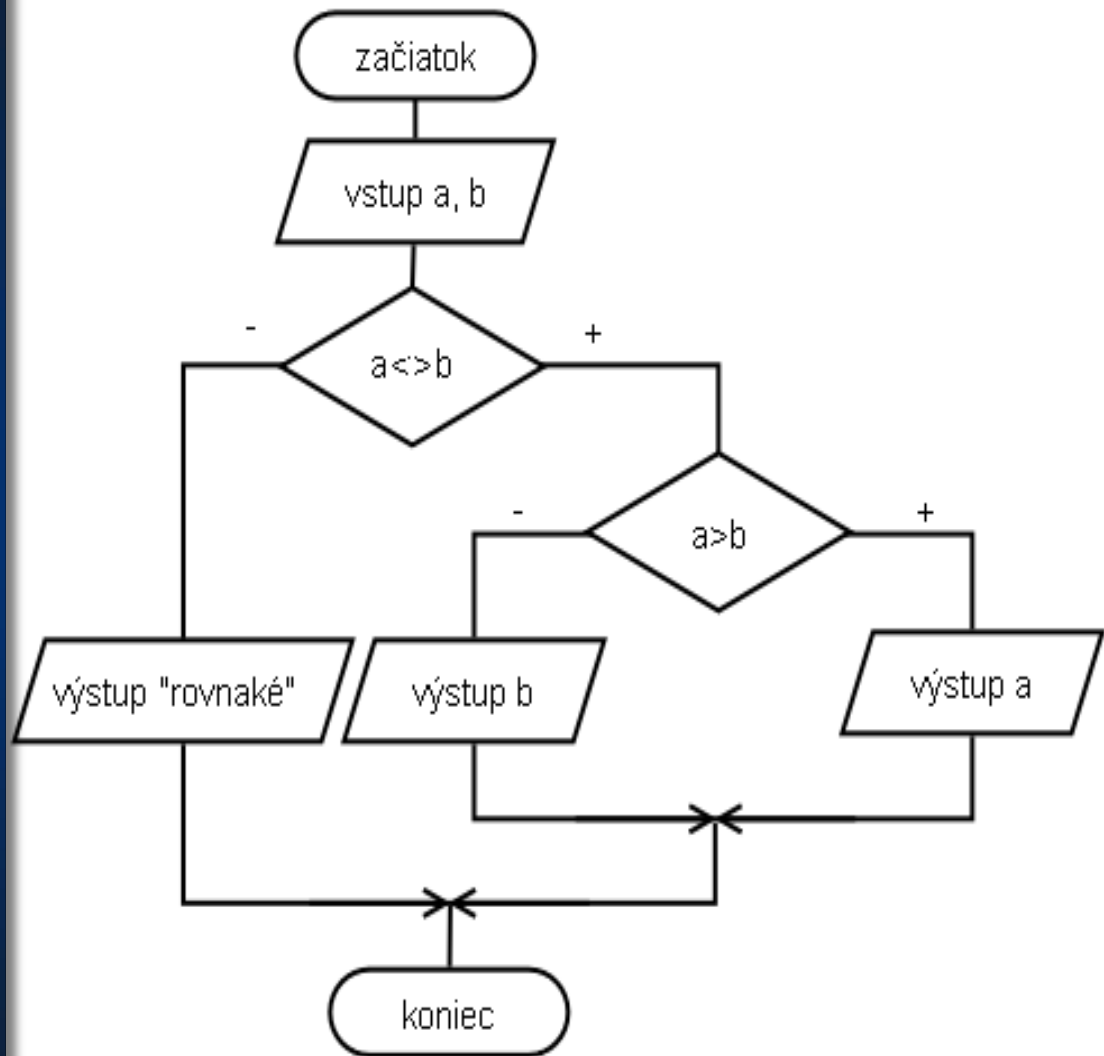 začiatok
vstup a, b
-
+
a<>b
-
+
a>b
výstup "rovnaké"
výstup b
výstup a
koniec